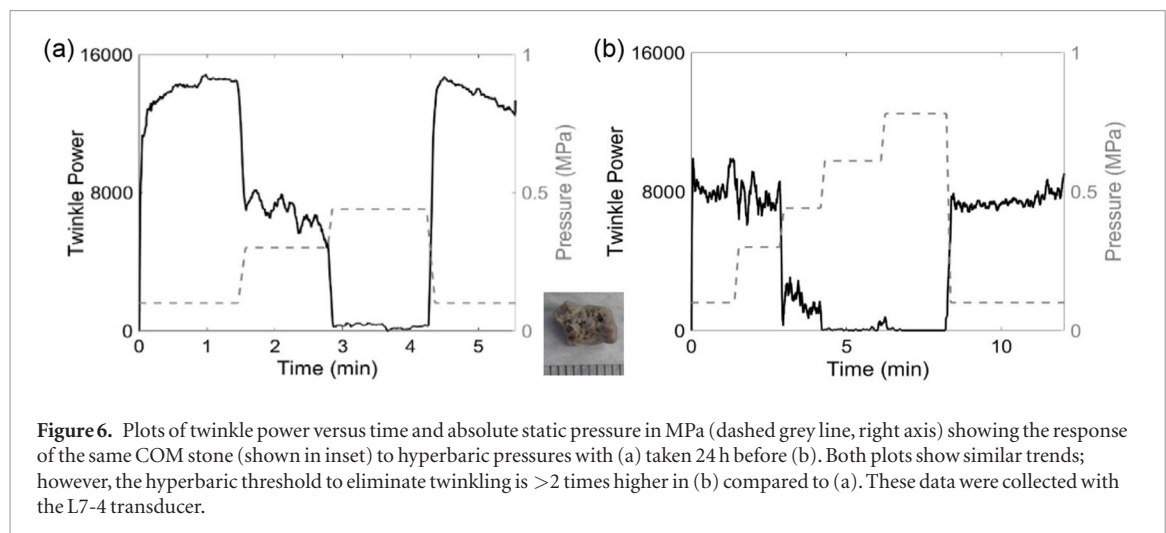 (a)
16000
8000
0
Twinkle Power
1
0.5
0
Pressure (MPa)
0 1 2 3 4 5
Time (min)
(b)
16000
8000
0
Twinkle Power
1
0.5
0
Pressure (MPa)
0 5 10
Time (min)
Figure 6. Plots of twinkle power versus time and absolute static pressure in MPa (dashed grey line, right axis) showing the response
of the same COM stone (shown in inset) to hyperbaric pressures with (a) taken 24 h before (b). Both plots show similar trends;
however, the hyperbaric threshold to eliminate twinkling is >2 times higher in (b) compared to (a). These data were collected with
the L7-4 transducer.